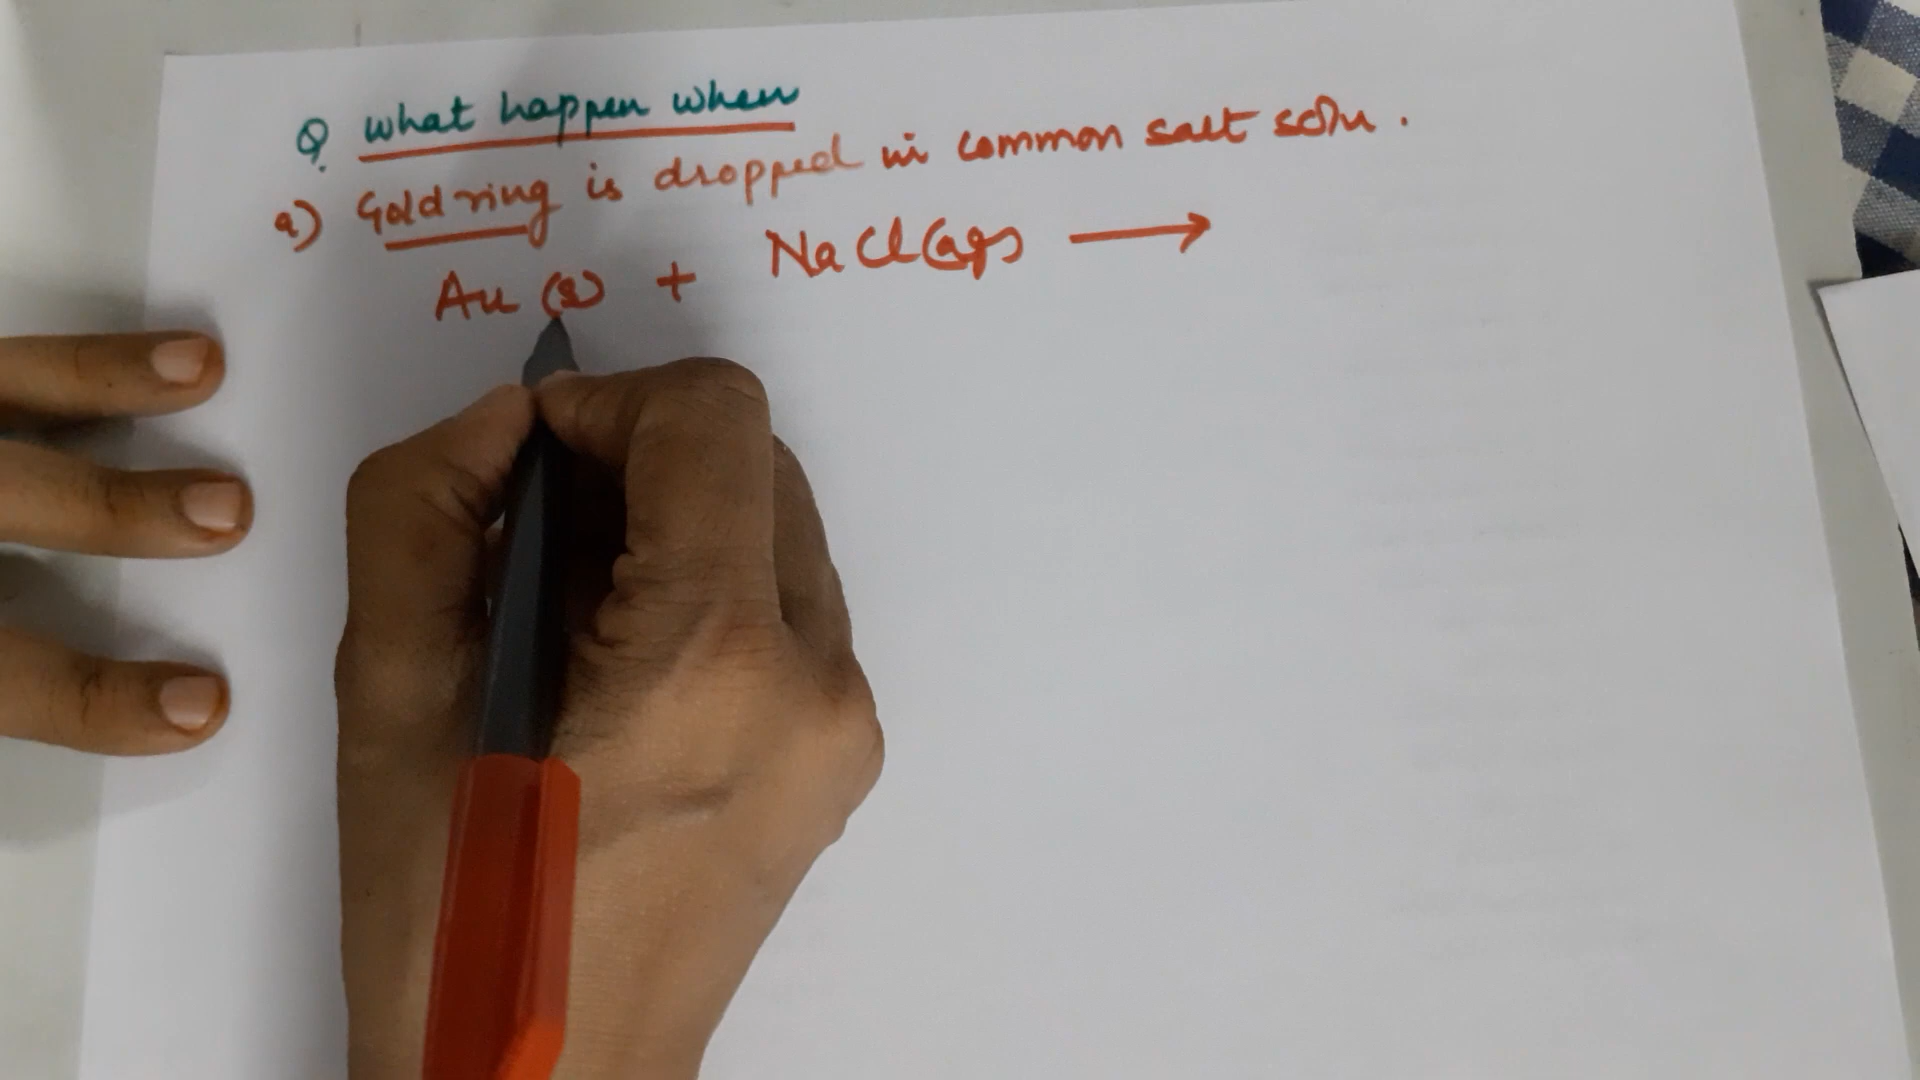 Q. what happen when
a) Gold ring is dropped in common salt soln.
Au (s) + NaCl(aq) →